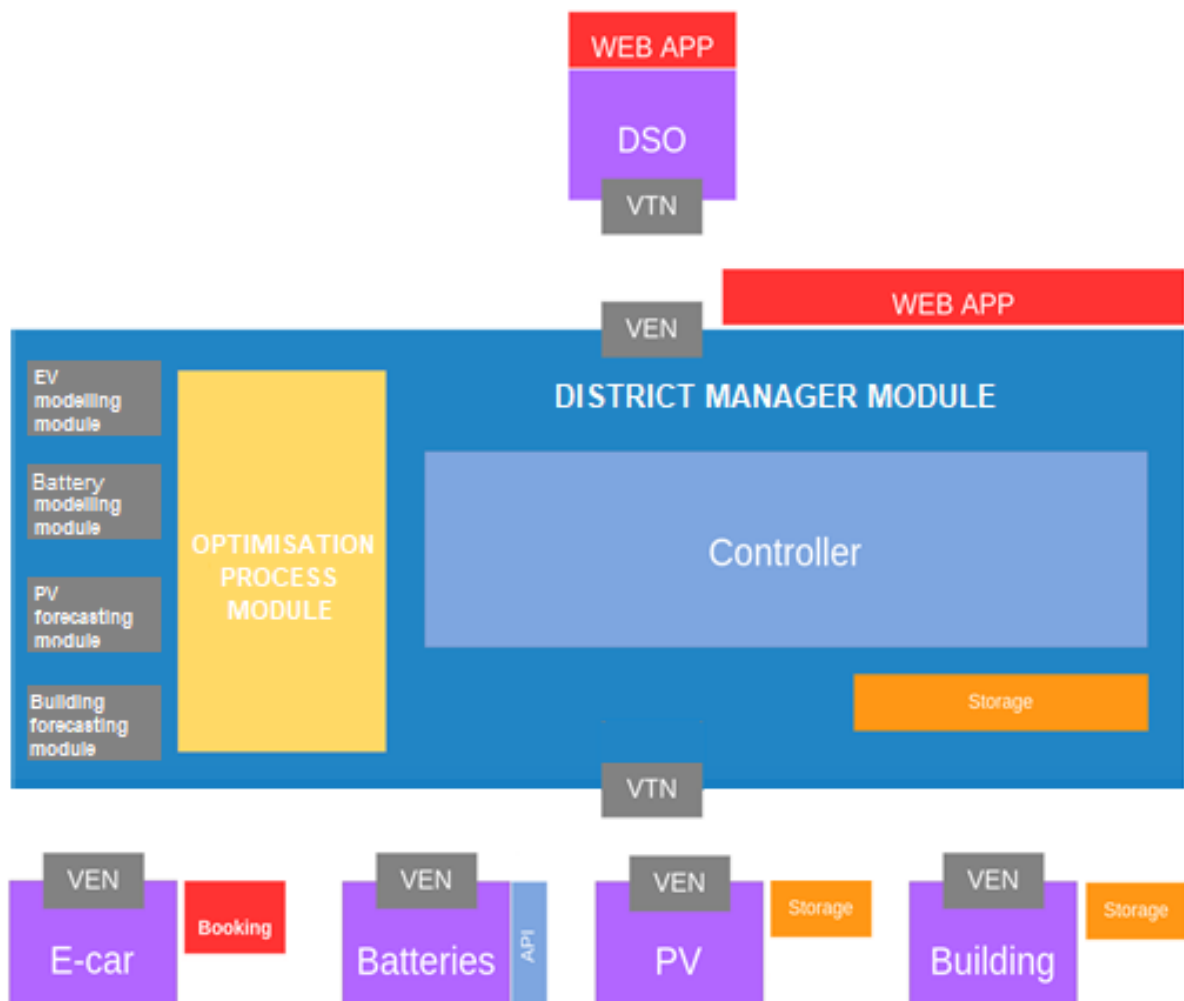 WEB APP
DSO
VTN
WEB APP
VEN
DISTRICT MANAGER MODULE
EV
modelling
module
Battery
modelling
module
PV
forecasting
module
Building
forecasting
module
OPTIMISATION
PROCESS
MODULE
Controller
Storage
VTN
VEN
E-car
Booking
VEN
Batteries
API
VEN
PV
Storage
VEN
Building
Storage